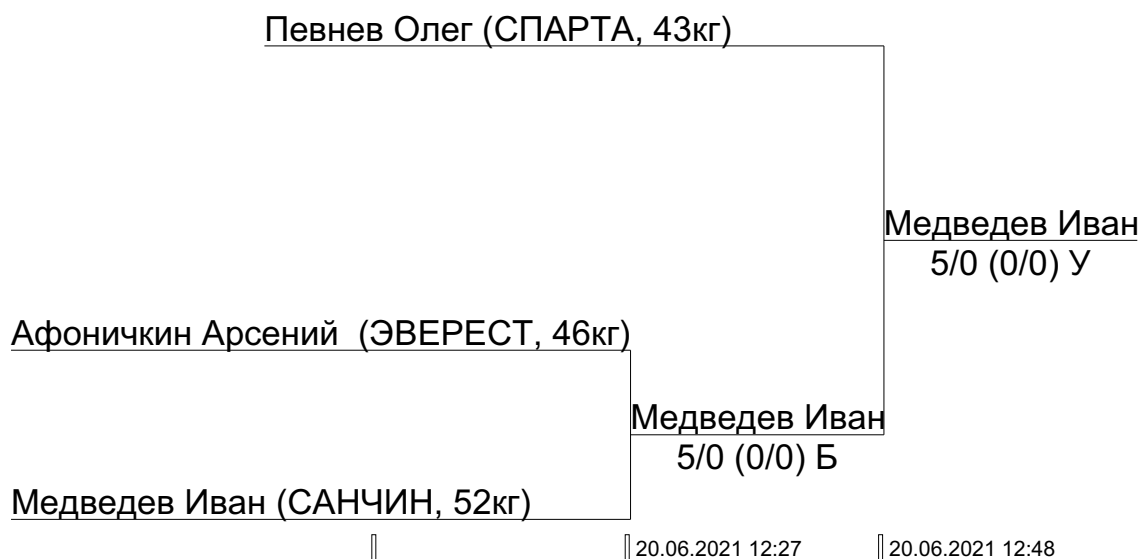 Певнев Олег (СПАРТА, 43кг)
Медведев Иван
5/0 (0/0) У
Афоничкин Арсений  (ЭВЕРЕСТ, 46кг)
Медведев Иван
5/0 (0/0) Б
Медведев Иван (САНЧИН, 52кг)
20.06.2021 12:27
20.06.2021 12:48